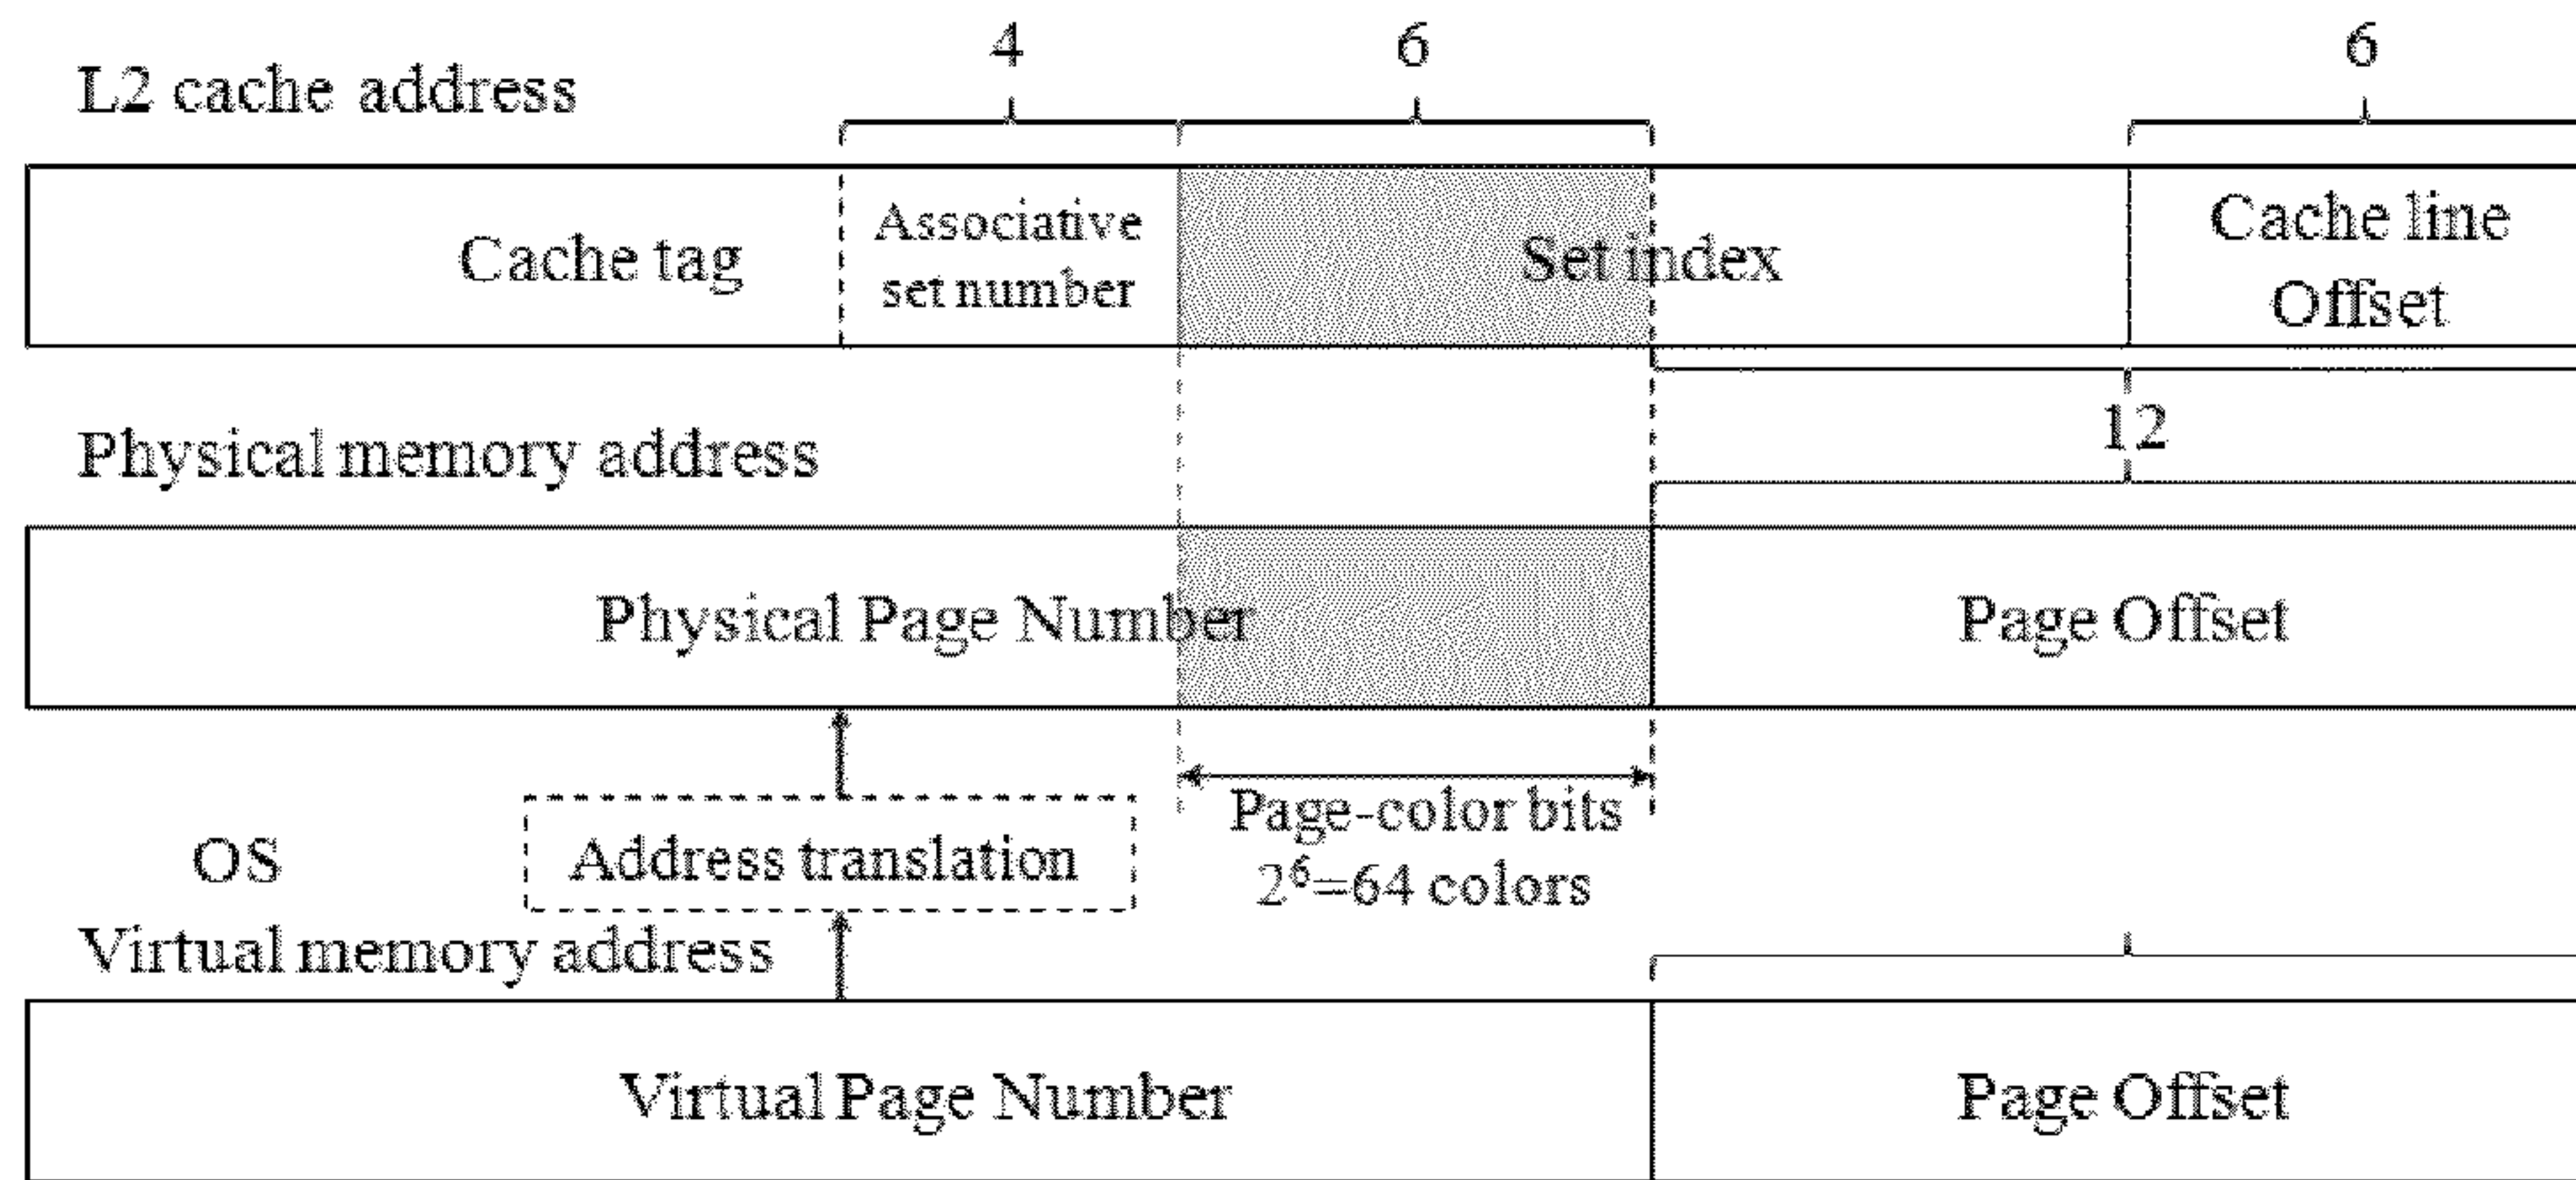 4 6 6
L2 cache address
Cache tag
Associative
set number
Set index
Cache line
Offset
12
Physical memory address
Physical Page Number
Page Offset
Page-color bits
2⁶=64 colors
OS
Address translation
Virtual memory address
Virtual Page Number
Page Offset